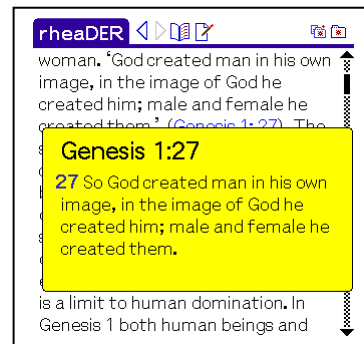 rheaDER
woman. ‘God created man in his own
image, in the image of God he
created him; male and female he
created them.’ (Genesis 1: 27). The
Genesis 1:27
27 So God created man in his own
image, in the image of God he
created him; male and female he
created them.
is a limit to human domination. In
Genesis 1 both human beings and